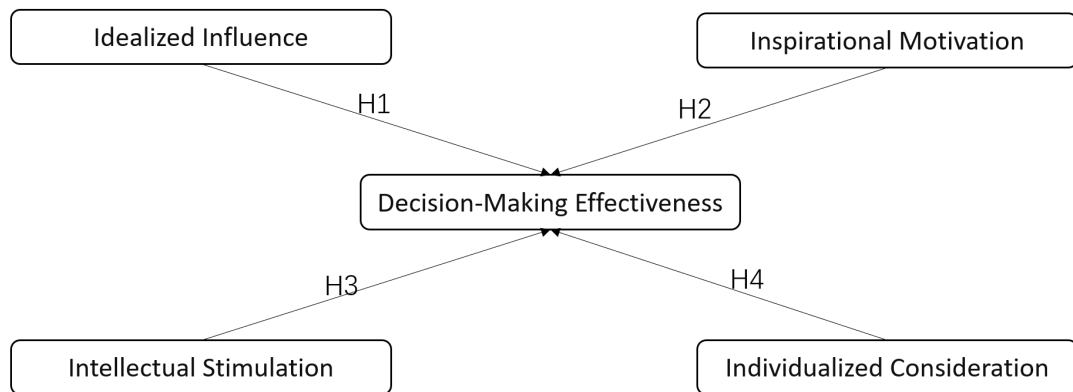 Idealized Influence
Inspirational Motivation
H1
H2
Decision-Making Effectiveness
H3
H4
Intellectual Stimulation
Individualized Consideration